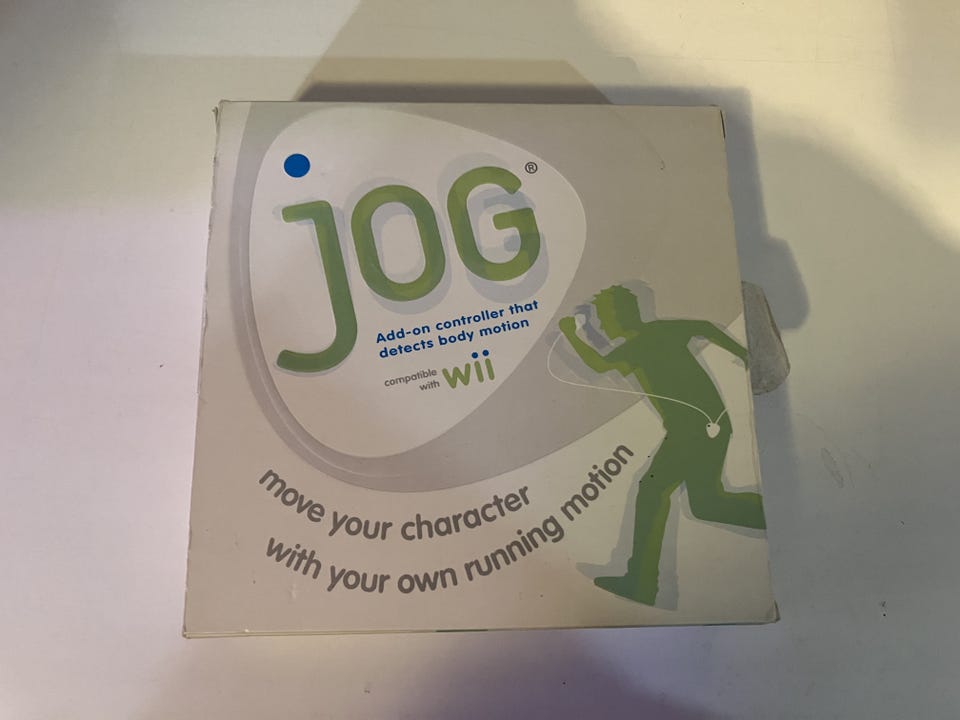 jOG®
Add-on controller that
detects body motion
compatible
with wii
move your character
with your own running motion